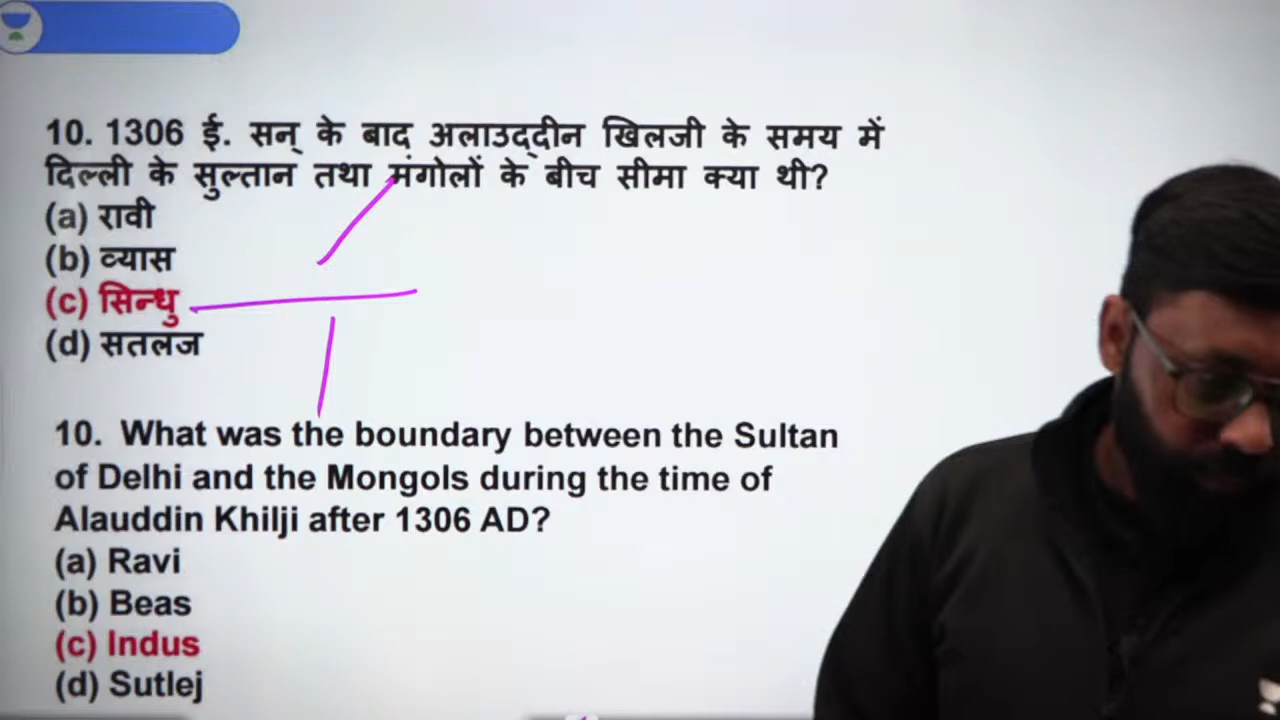 10. 1306 ई. सन् के बाद अलाउद्दीन खिलजी के समय में
दिल्ली के सुल्तान तथा मंगोलों के बीच सीमा क्या थी?
(a) रावी
(b) व्यास
(c) सिन्धु
(d) सतलज
10. What was the boundary between the Sultan
of Delhi and the Mongols during the time of
Alauddin Khilji after 1306 AD?
(a) Ravi
(b) Beas
(c) Indus
(d) Sutlej